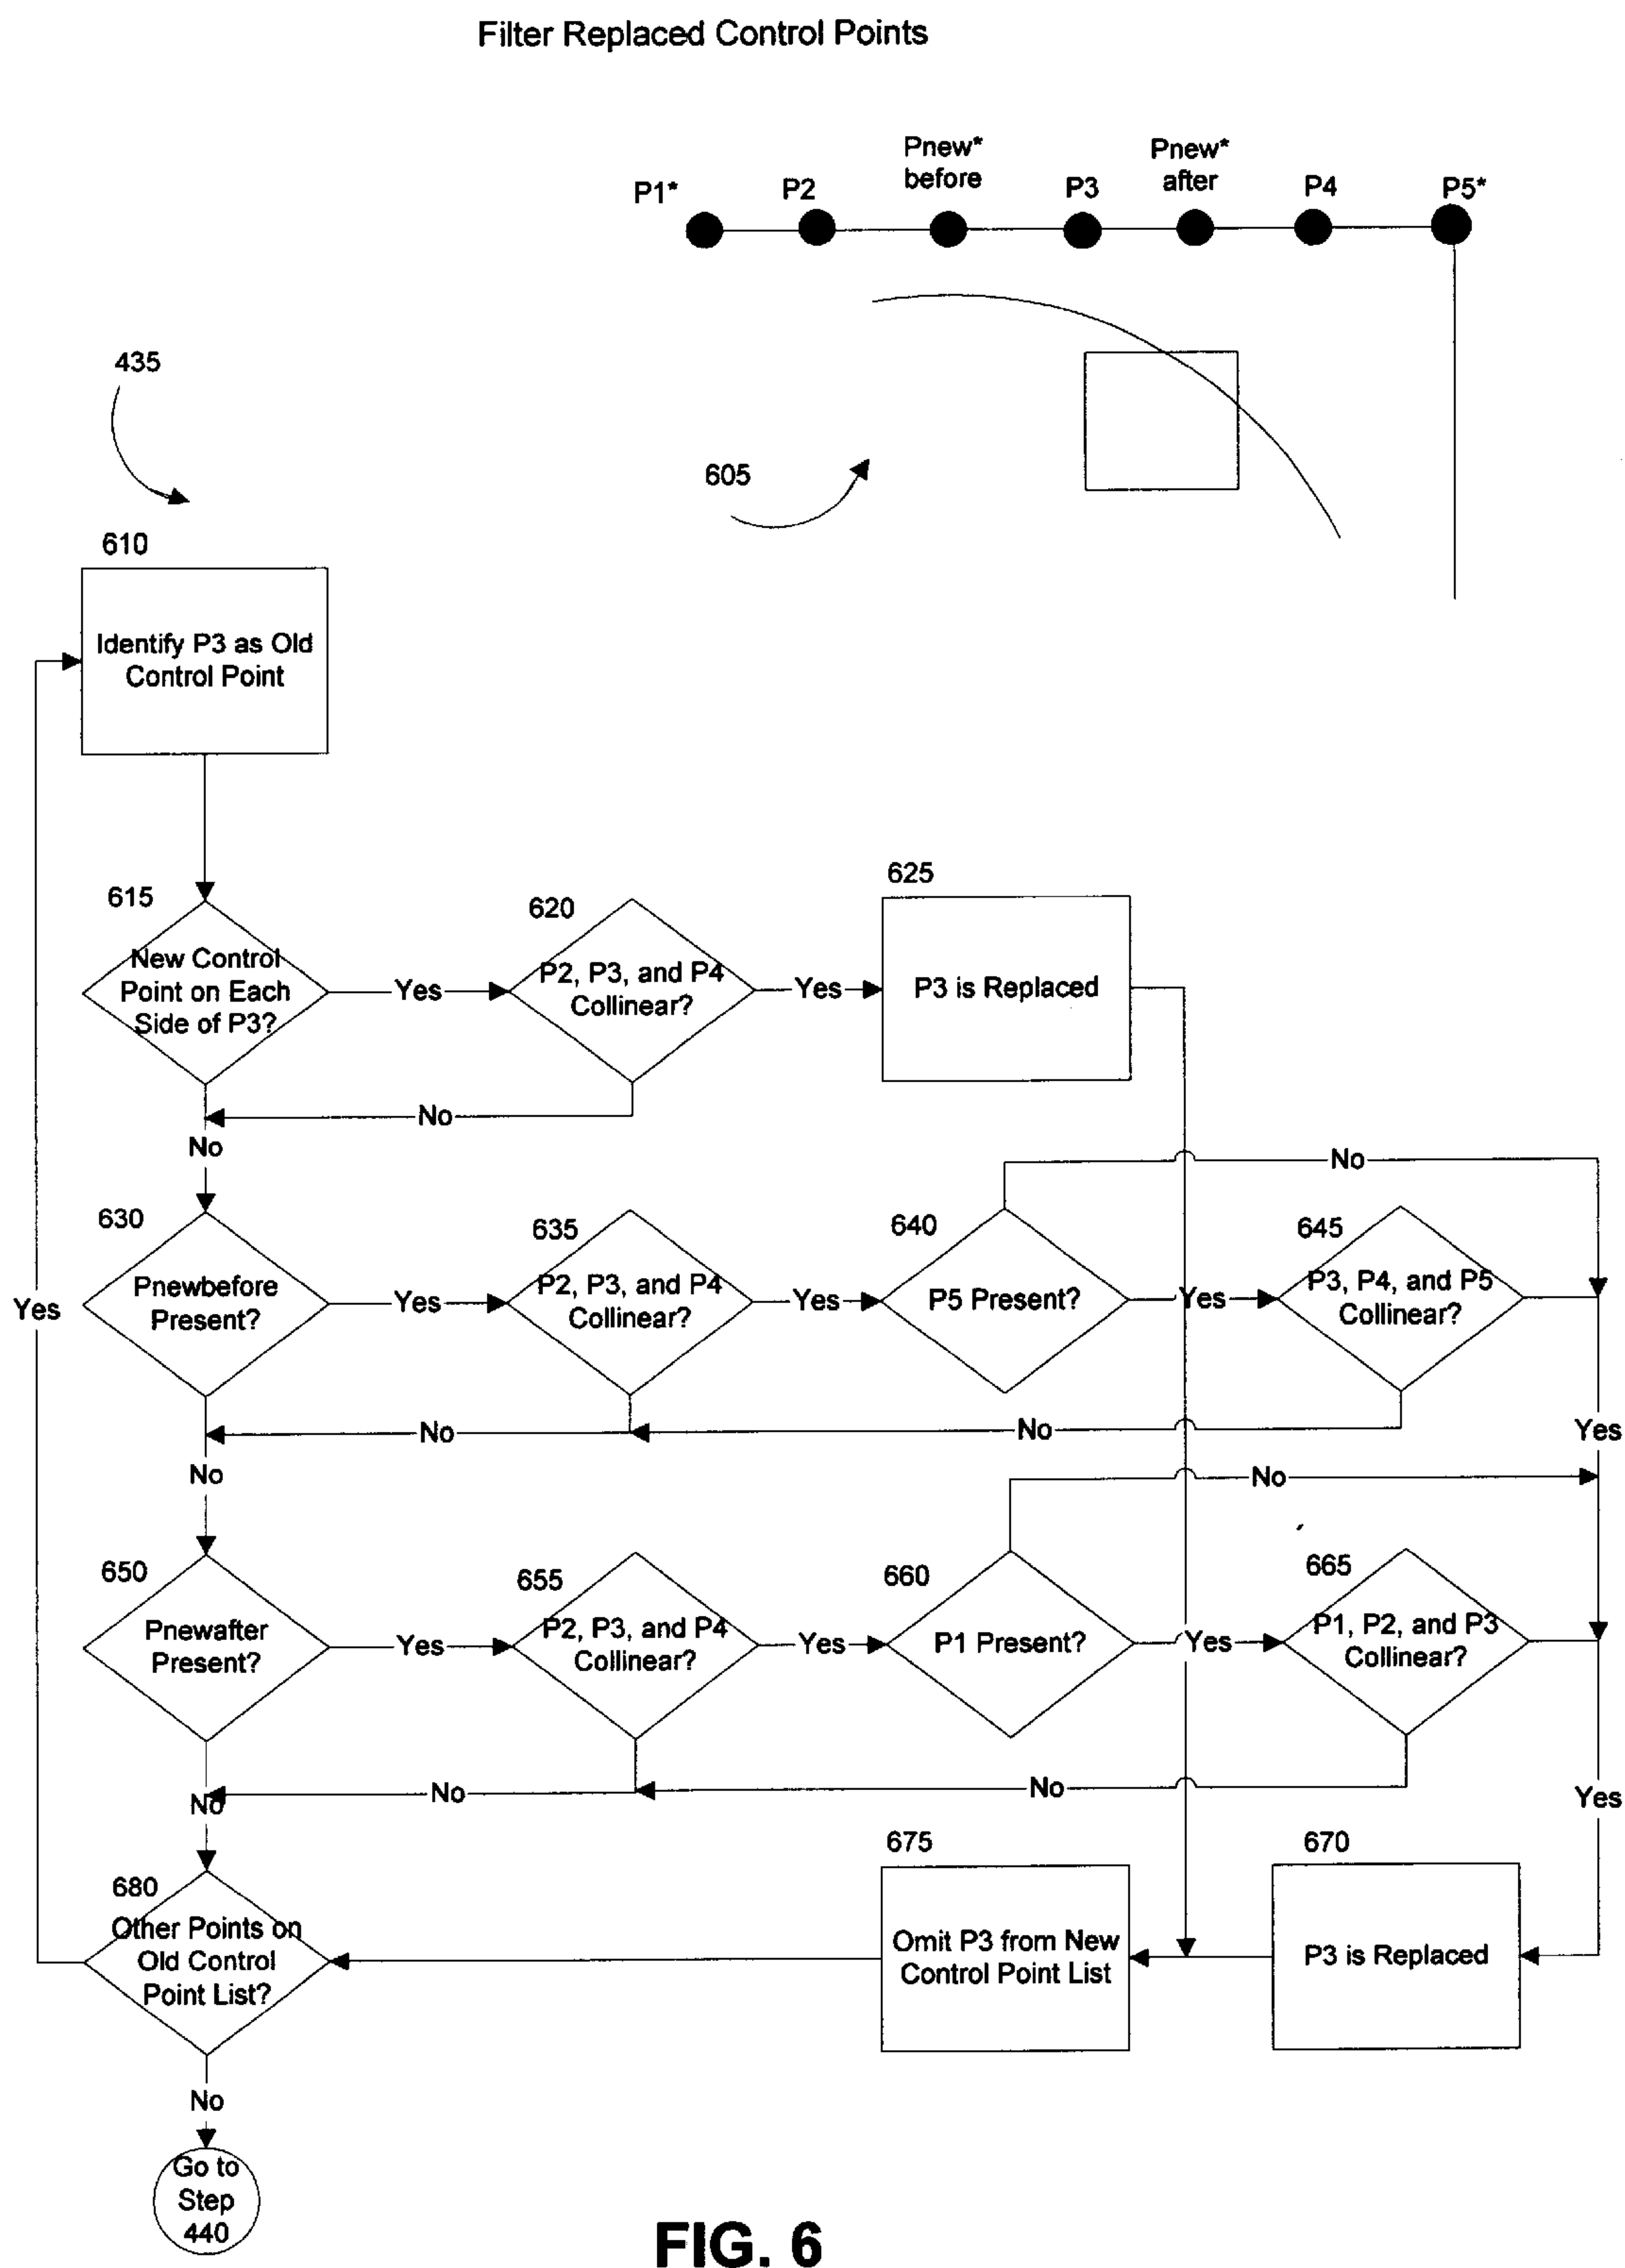 Filter Replaced Control Points
Pnew*
before
Pnew*
after
P1*
P2
P3
P4
P5*
435
605
610
Identify P3 as Old
Control Point
615
New Control
Point on Each
Side of P3?
Yes
620
P2, P3, and P4
Collinear?
Yes
625
P3 is Replaced
No
No
No
630
Pnewbefore
Present?
Yes
635
P2, P3, and P4
Collinear?
Yes
640
P5 Present?
Yes
645
P3, P4, and P5
Collinear?
Yes
No
No
Yes
No
No
650
Pnewafter
Present?
Yes
655
P2, P3, and P4
Collinear?
Yes
660
P1 Present?
Yes
665
P1, P2, and P3
Collinear?
No
No
No
Yes
680
Other Points on
Old Control
Point List?
675
Omit P3 from New
Control Point List
670
P3 is Replaced
No
Go to
Step
440
FIG. 6